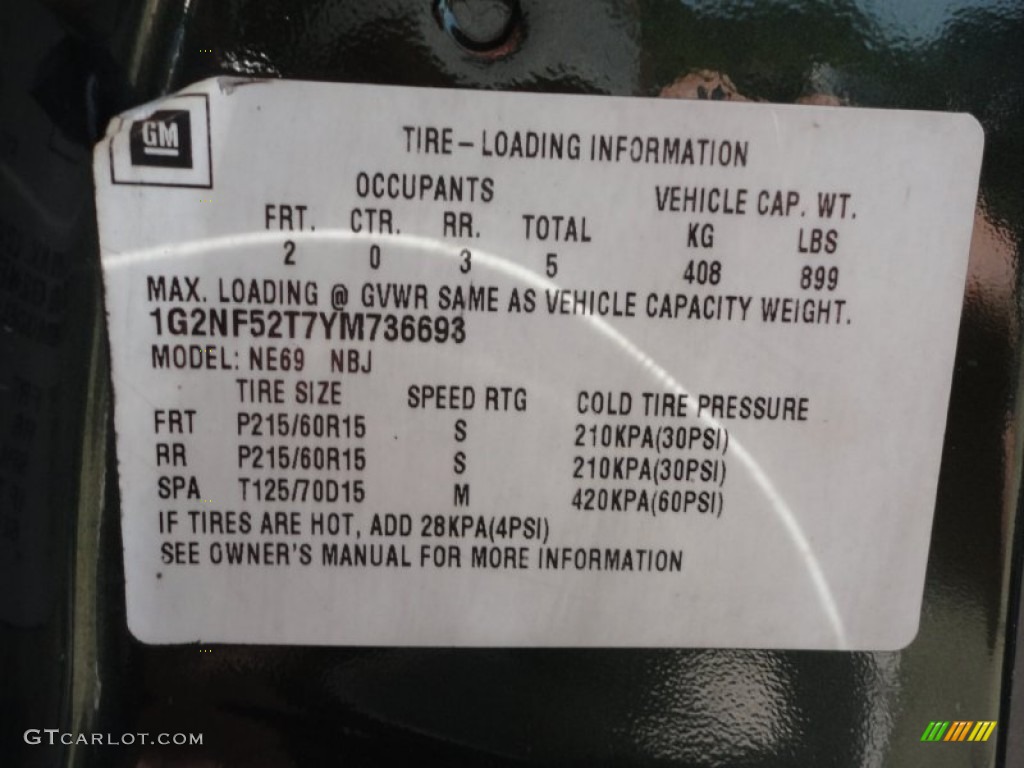 GM
TIRE-LOADING INFORMATION
OCCUPANTS VEHICLE CAP. WT.
FRT. CTR. RR. TOTAL KG LBS
2 0 3 5 408 899
MAX. LOADING @ GVWR SAME AS VEHICLE CAPACITY WEIGHT.
1G2NF52T7YM736693
MODEL: NE69 NBJ
TIRE SIZE SPEED RTG COLD TIRE PRESSURE
FRT P215/60R15 S 210KPA(30PSI)
RR P215/60R15 S 210KPA(30PSI)
SPA T125/70D15 M 420KPA(60PSI)
IF TIRES ARE HOT, ADD 28KPA(4PSI)
SEE OWNER'S MANUAL FOR MORE INFORMATION
GTCARLOT.COM